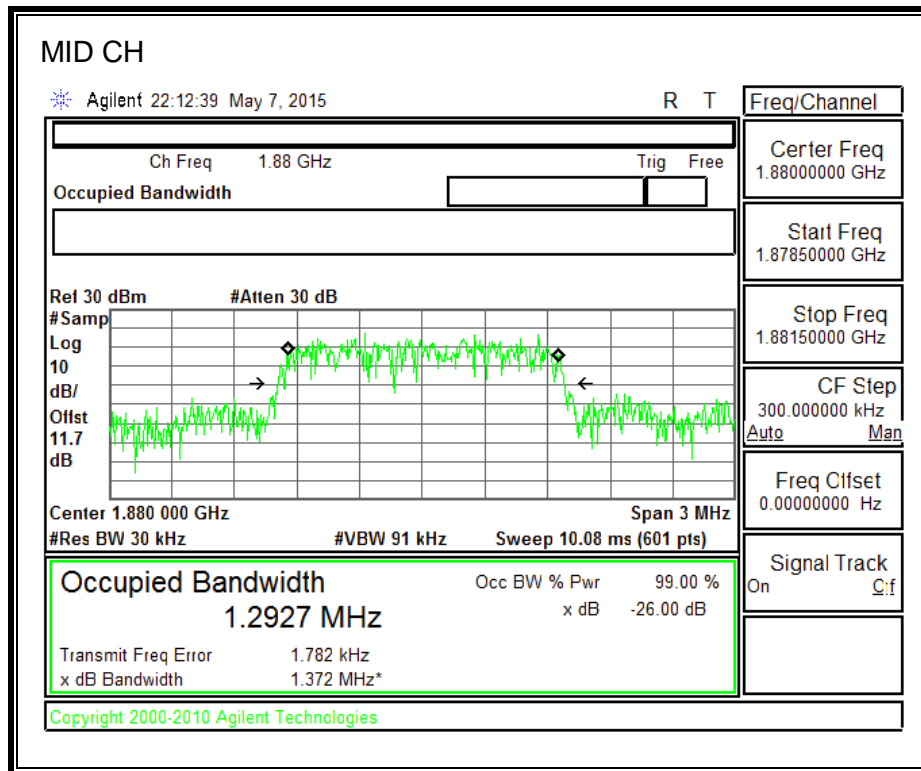 MID CH
Agilent 22:12:39 May 7, 2015 R T
Freq/Channel
Ch Freq 1.88 GHz Trig Free
Occupied Bandwidth
Center Freq
1.88000000 GHz
Start Freq
1.87850000 GHz
Stop Freq
1.88150000 GHz
CF Step
300.000000 kHz
Auto Man
Freq Offset
0.00000000 Hz
Signal Track
On Off
Ref 30 dBm #Atten 30 dB
#Samp
Log
10
dB/
Offst
11.7
dB
Center 1.880 000 GHz Span 3 MHz
#Res BW 30 kHz #VBW 91 kHz Sweep 10.08 ms (601 pts)
Occupied Bandwidth Occ BW % Pwr 99.00 %
1.2927 MHz x dB -26.00 dB
Transmit Freq Error 1.782 kHz
x dB Bandwidth 1.372 MHz*
Copyright 2000-2010 Agilent Technologies